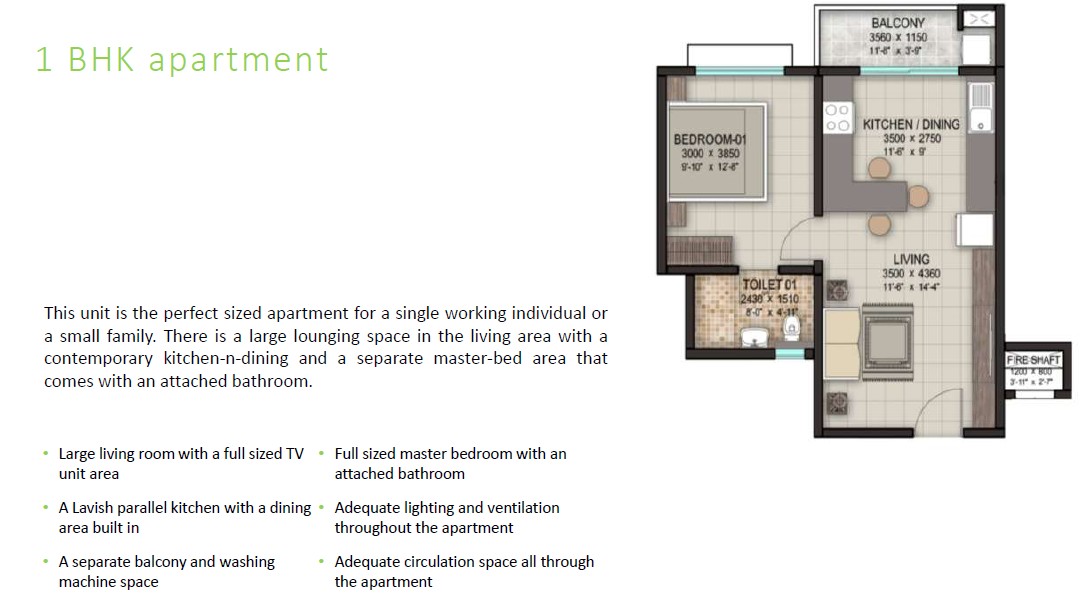 1 BHK apartment
This unit is the perfect sized apartment for a single working individual or
a small family. There is a large lounging space in the living area with a
contemporary kitchen-n-dining and a separate master-bed area that
comes with an attached bathroom.
• Large living room with a full sized TV
unit area
• A Lavish parallel kitchen with a dining
area built in
• A separate balcony and washing
machine space
• Full sized master bedroom with an
attached bathroom
• Adequate lighting and ventilation
throughout the apartment
• Adequate circulation space all through
the apartment
BALCONY
3560 X 1150
11'-8" x 3'-9"
BEDROOM-01
3000 X 3850
9'-10" X 12'-8"
KITCHEN / DINING
3500 X 2750
11'-6" x 9'
LIVING
3500 X 4360
11'-6" x 14'-4"
TOILET 01
2430 X 1510
8'-0" x 4'-11"
FIRE SHAFT
1200 X 800
3'-11" x 2'-7"